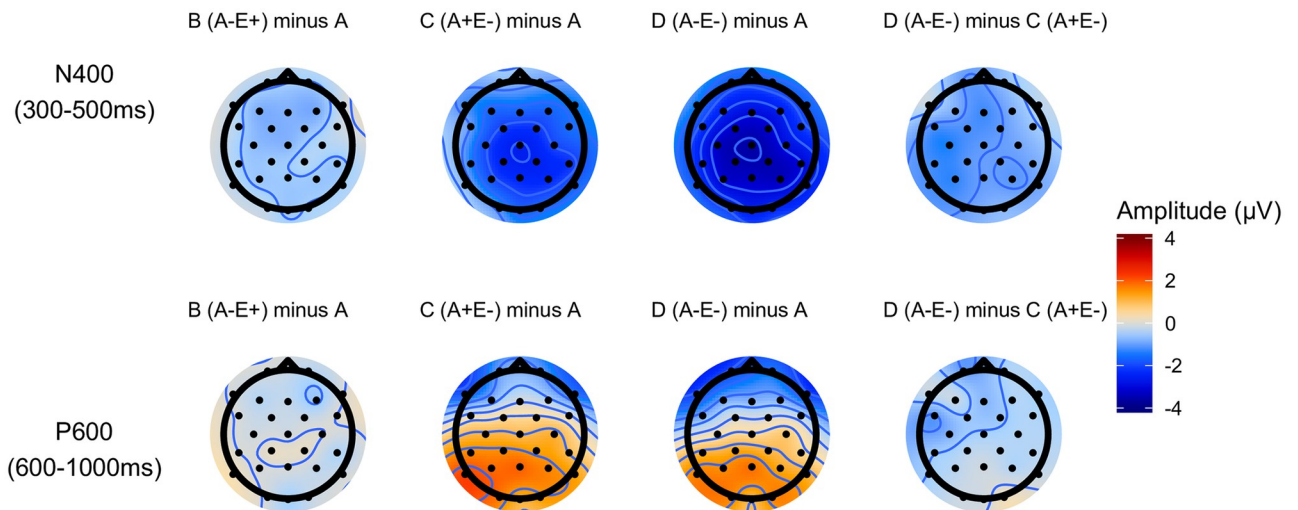 B (A-E+) minus A
C (A+E-) minus A
D (A-E-) minus A
D (A-E-) minus C (A+E-)
N400
(300-500ms)
Amplitude (µV)
4
2
0
-2
-4
B (A-E+) minus A
C (A+E-) minus A
D (A-E-) minus A
D (A-E-) minus C (A+E-)
P600
(600-1000ms)